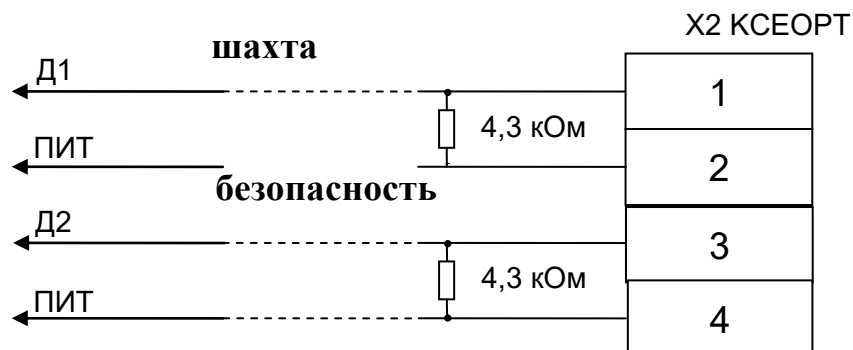 X2 КСЕОРТ
шахта
Д1
1
4,3 кОм
ПИТ
2
безопасность
Д2
3
4,3 кОм
ПИТ
4